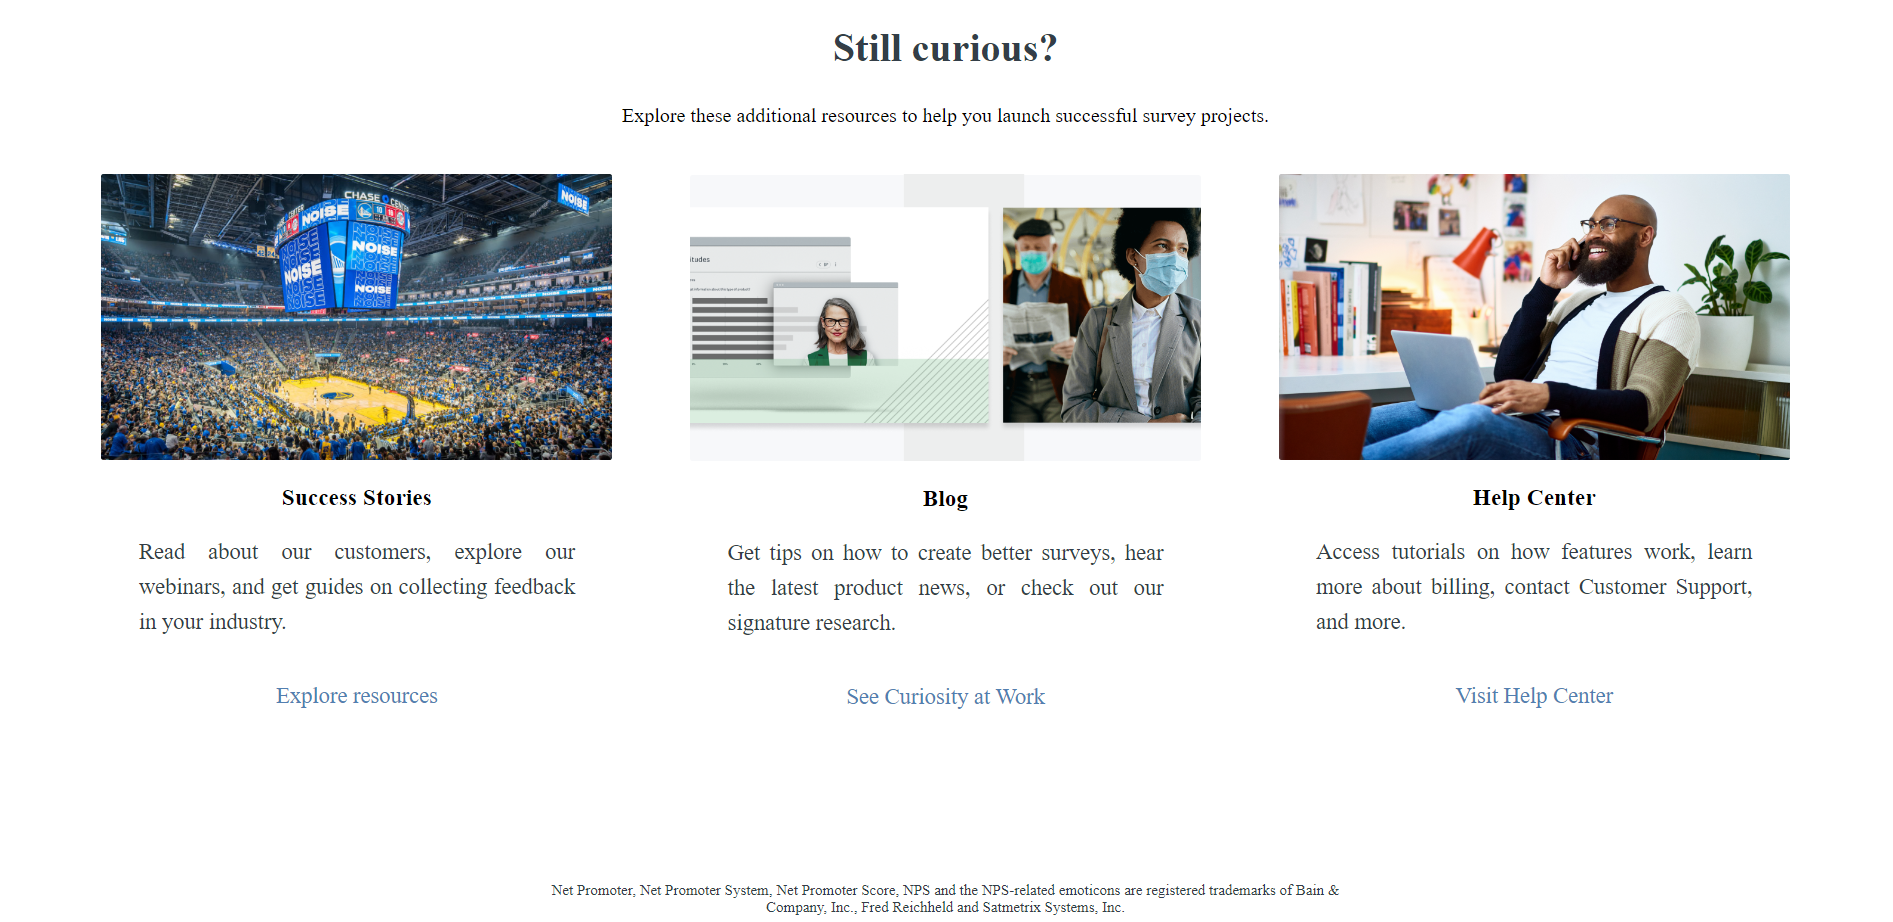 Still curious?
Explore these additional resources to help you launch successful survey projects.
CHASE CENTER
NOISE
NOISE
NOISE
NOISE
NOISE
Success Stories
Read about our customers, explore our
webinars, and get guides on collecting feedback
in your industry.
Explore resources
Blog
Get tips on how to create better surveys, hear
the latest product news, or check out our
signature research.
See Curiosity at Work
Help Center
Access tutorials on how features work, learn
more about billing, contact Customer Support,
and more.
Visit Help Center
Net Promoter, Net Promoter System, Net Promoter Score, NPS and the NPS-related emoticons are registered trademarks of Bain &
Company, Inc., Fred Reichheld and Satmetrix Systems, Inc.